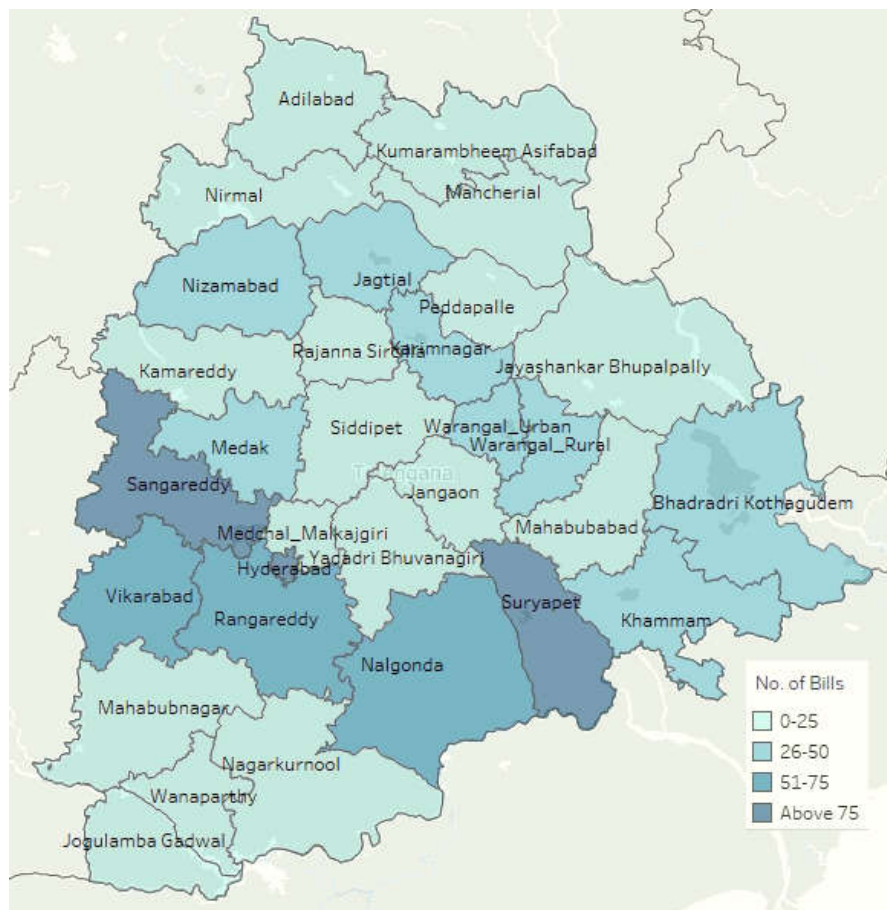 Adilabad
Kumarambheem Asifabad
Mancherial
Nirmal
Jagtial
Nizamabad
Peddapalle
Rajanna Sircilla
Karimnagar
Jayashankar Bhupalpally
Kamareddy
Siddipet
Warangal_Urban
Warangal_Rural
Medak
Telangana
Sangareddy
Jangaon
Bhadradri Kothagudem
Mahabubabad
Medchal_Malkajgiri
Yadadri Bhuvanagiri
Hyderabad
Vikarabad
Rangareddy
Suryapet
Khammam
Nalgonda
Mahabubnagar
Nagarkurnool
Wanaparthy
Jogulamba Gadwal
No. of Bills
0-25
26-50
51-75
Above 75